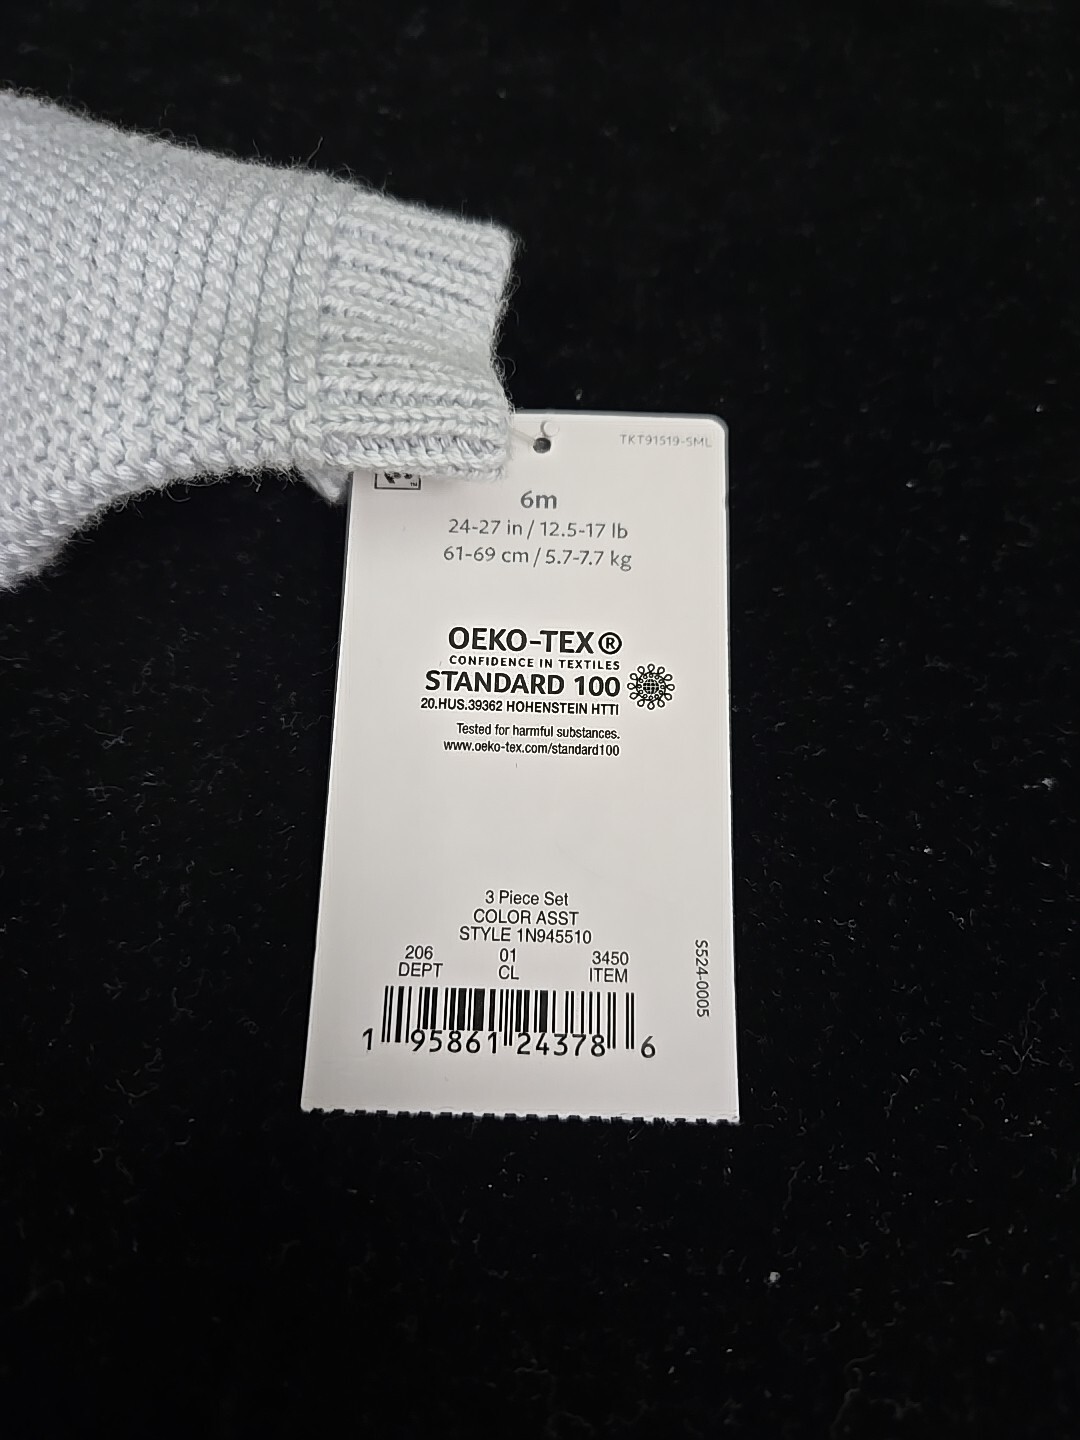 TKT91519-SML
™
6m
24-27 in / 12.5-17 lb
61-69 cm / 5.7-7.7 kg
OEKO-TEX®
CONFIDENCE IN TEXTILES
STANDARD 100
20.HUS.39362 HOHENSTEIN HTTI
Tested for harmful substances.
www.oeko-tex.com/standard100
3 Piece Set
COLOR ASST
STYLE 1N945510
206 01 3450
DEPT CL ITEM
S524-0005
1 95861 24378 6